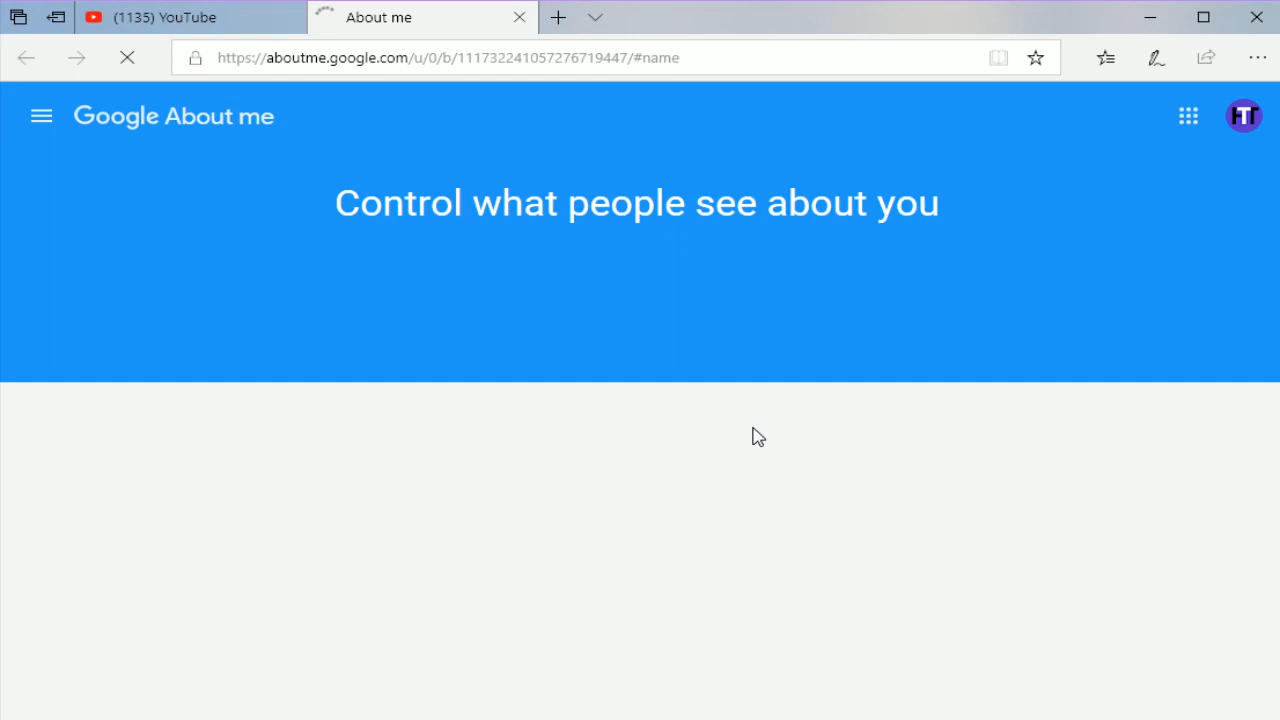 (1135) YouTube
About me
https://aboutme.google.com/u/0/b/111732241057276719447/#name
Google About me
HTT
Control what people see about you